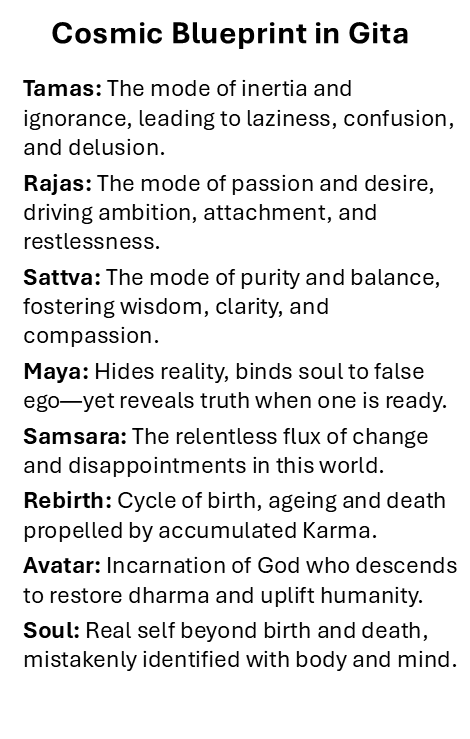 Cosmic Blueprint in Gita
Tamas: The mode of inertia and
ignorance, leading to laziness, confusion,
and delusion.
Rajas: The mode of passion and desire,
driving ambition, attachment, and
restlessness.
Sattva: The mode of purity and balance,
fostering wisdom, clarity, and
compassion.
Maya: Hides reality, binds soul to false
ego—yet reveals truth when one is ready.
Samsara: The relentless flux of change
and disappointments in this world.
Rebirth: Cycle of birth, ageing and death
propelled by accumulated Karma.
Avatar: Incarnation of God who descends
to restore dharma and uplift humanity.
Soul: Real self beyond birth and death,
mistakenly identified with body and mind.